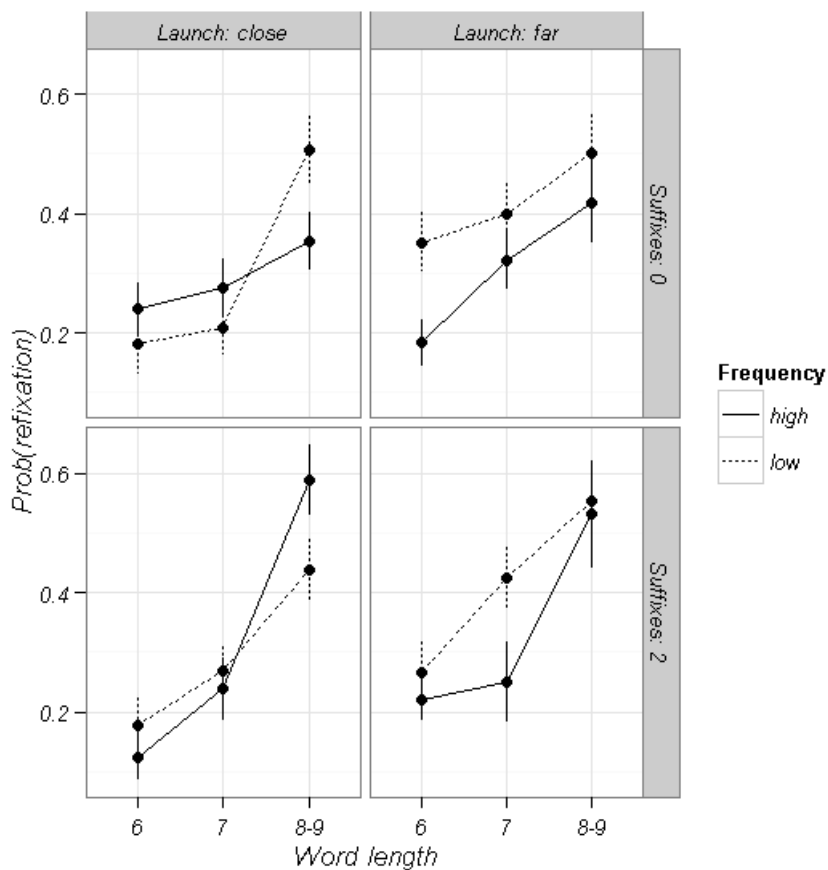 Launch: close
Launch: far
0.6
0.4
0.2
Suffixes: 0
Prob(refixation)
Frequency
high
low
0.6
0.4
0.2
Suffixes: 2
6
7
8-9
6
7
8-9
Word length